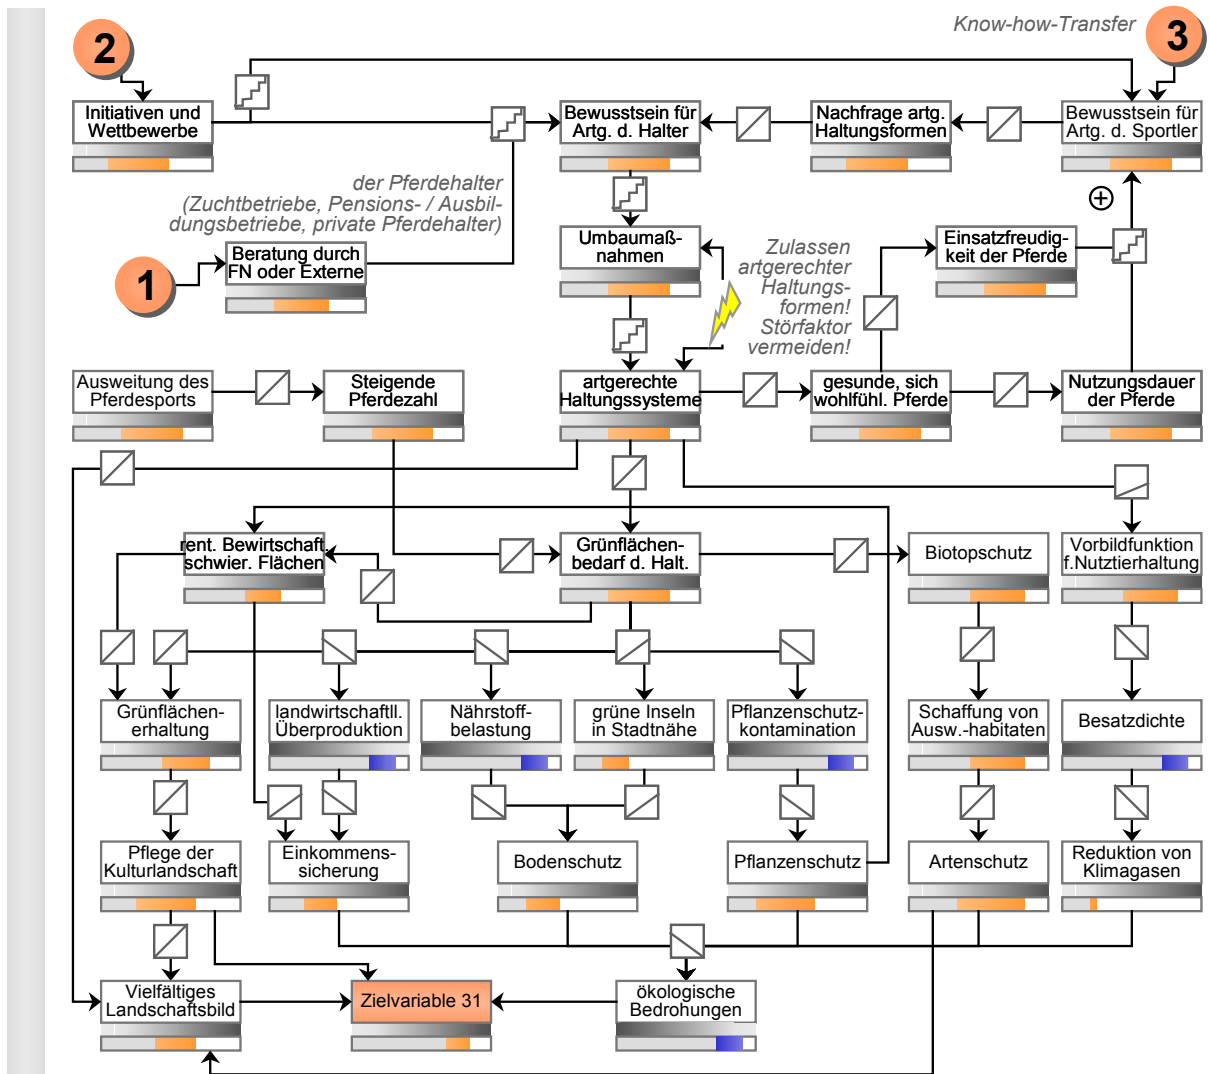 Know-how-Transfer
2
3
Initiativen und
Wettbewerbe
Bewusstsein für
Artg. d. Halter
Nachfrage artg.
Haltungsformen
Bewusstsein für
Artg. d. Sportler
der Pferdehalter
(Zuchtbetriebe, Pensions- / Ausbil-
dungsbetriebe, private Pferdehalter)
1
Beratung durch
FN oder Externe
Umbaumaß-
nahmen
Zulassen
artgerechter
Haltungs-
formen!
Störfaktor
vermeiden!
Einsatzfreudig-
keit der Pferde
+
Ausweitung des
Pferdesports
Steigende
Pferdezahl
artgerechte
Haltungssysteme
gesunde, sich
wohlfühl. Pferde
Nutzungsdauer
der Pferde
rent. Bewirtschaft.
schwier. Flächen
Grünflächen-
bedarf d. Halt.
Biotopschutz
Vorbildfunktion
f.Nutztierhaltung
Grünflächen-
erhaltung
landwirtschaftll.
Überproduktion
Nährstoff-
belastung
grüne Inseln
in Stadtnähe
Pflanzenschutz-
kontamination
Schaffung von
Ausw.-habitaten
Besatzdichte
Pflege der
Kulturlandschaft
Einkommens-
sicherung
Bodenschutz
Pflanzenschutz
Artenschutz
Reduktion von
Klimagasen
Vielfältiges
Landschaftsbild
Zielvariable 31
ökologische
Bedrohungen